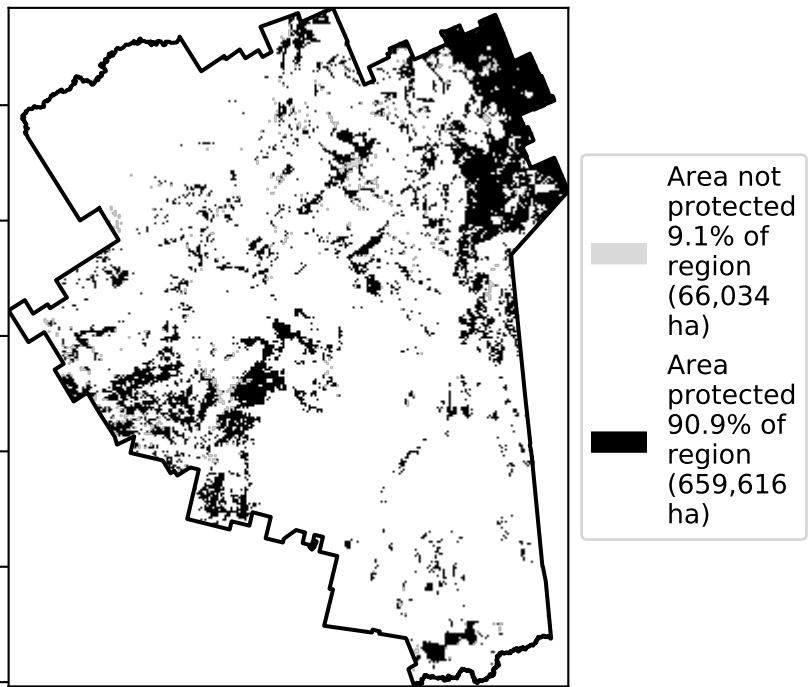 Area not
protected
9.1% of
region
(66,034
ha)
Area
protected
90.9% of
region
(659,616
ha)